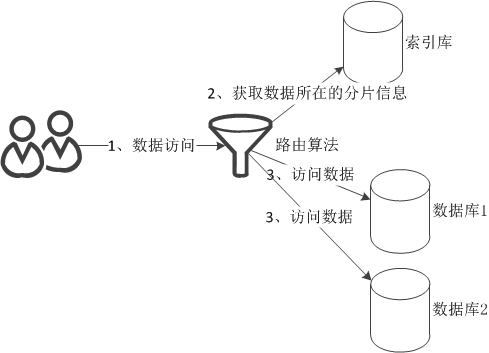 索引库
2、获取数据所在的分片信息
1、数据访问
路由算法
3、访问数据
数据库1
3、访问数据
数据库2